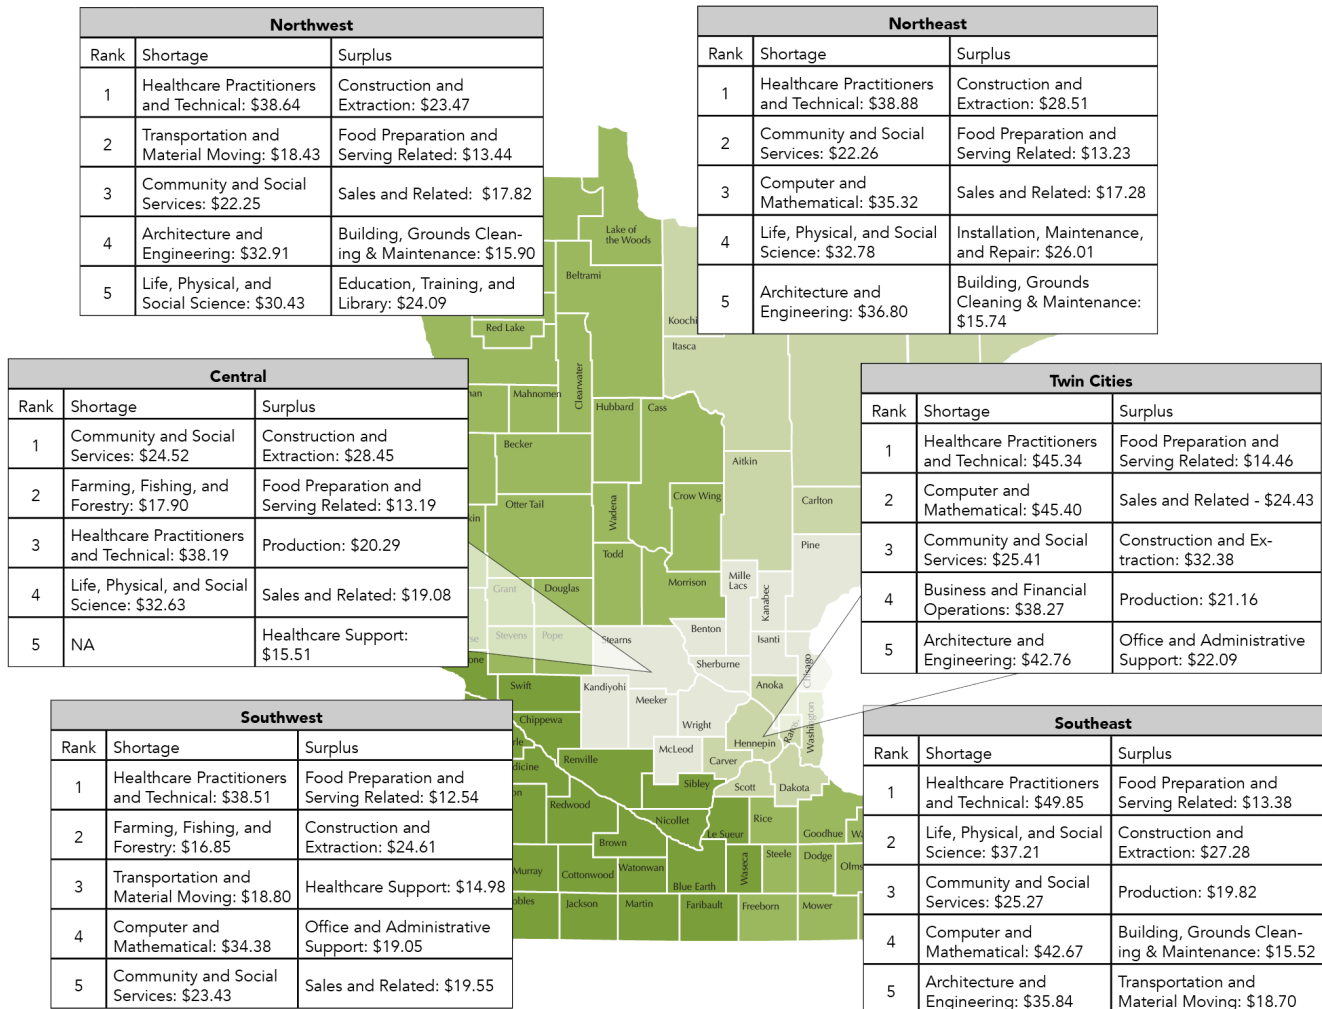 Northwest
Rank Shortage Surplus
1 Healthcare Practitioners and Technical: $38.64 Construction and Extraction: $23.47
2 Transportation and Material Moving: $18.43 Food Preparation and Serving Related: $13.44
3 Community and Social Services: $22.25 Sales and Related: $17.82
4 Architecture and Engineering: $32.91 Building, Grounds Clean-ing & Maintenance: $15.90
5 Life, Physical, and Social Science: $30.43 Education, Training, and Library: $24.09
Northeast
Rank Shortage Surplus
1 Healthcare Practitioners and Technical: $38.88 Construction and Extraction: $28.51
2 Community and Social Services: $22.26 Food Preparation and Serving Related: $13.23
3 Computer and Mathematical: $35.32 Sales and Related: $17.28
4 Life, Physical, and Social Science: $32.78 Installation, Maintenance, and Repair: $26.01
5 Architecture and Engineering: $36.80 Building, Grounds Cleaning & Maintenance: $15.74
Central
Rank Shortage Surplus
1 Community and Social Services: $24.52 Construction and Extraction: $28.45
2 Farming, Fishing, and Forestry: $17.90 Food Preparation and Serving Related: $13.19
3 Healthcare Practitioners and Technical: $38.19 Production: $20.29
4 Life, Physical, and Social Science: $32.63 Sales and Related: $19.08
5 NA Healthcare Support: $15.51
Twin Cities
Rank Shortage Surplus
1 Healthcare Practitioners and Technical: $45.34 Food Preparation and Serving Related: $14.46
2 Computer and Mathematical: $45.40 Sales and Related - $24.43
3 Community and Social Services: $25.41 Construction and Ex-traction: $32.38
4 Business and Financial Operations: $38.27 Production: $21.16
5 Architecture and Engineering: $42.76 Office and Administrative Support: $22.09
Southwest
Rank Shortage Surplus
1 Healthcare Practitioners and Technical: $38.51 Food Preparation and Serving Related: $12.54
2 Farming, Fishing, and Forestry: $16.85 Construction and Extraction: $24.61
3 Transportation and Material Moving: $18.80 Healthcare Support: $14.98
4 Computer and Mathematical: $34.38 Office and Administrative Support: $19.05
5 Community and Social Services: $23.43 Sales and Related: $19.55
Southeast
Rank Shortage Surplus
1 Healthcare Practitioners and Technical: $49.85 Food Preparation and Serving Related: $13.38
2 Life, Physical, and Social Science: $37.21 Construction and Extraction: $27.28
3 Community and Social Services: $25.27 Production: $19.82
4 Computer and Mathematical: $42.67 Building, Grounds Clean-ing & Maintenance: $15.52
5 Architecture and Engineering: $35.84 Transportation and Material Moving: $18.70
Lake of
the Woods
Beltrami
Koochi
Red Lake
Itasca
Clearwater
Mahnomen
Hubbard
Cass
Becker
Aitkin
Otter Tail
Wadena
Crow Wing
Carlton
Pine
Todd
Mille
Lacs
Kanabec
Grant
Douglas
Morrison
Stevens
Pope
Stearns
Benton
Isanti
Sherburne
Chisago
Anoka
Swift
Kandiyohi
Meeker
Wright
Washington
Chippewa
Hennepin
McLeod
Renville
Carver
Scott
Dakota
Sibley
Redwood
Nicollet
Le Sueur
Rice
Goodhue
Brown
Murray
Cottonwood
Watonwan
Blue Earth
Waseca
Steele
Dodge
Olms
Jackson
Martin
Faribault
Freeborn
Mower